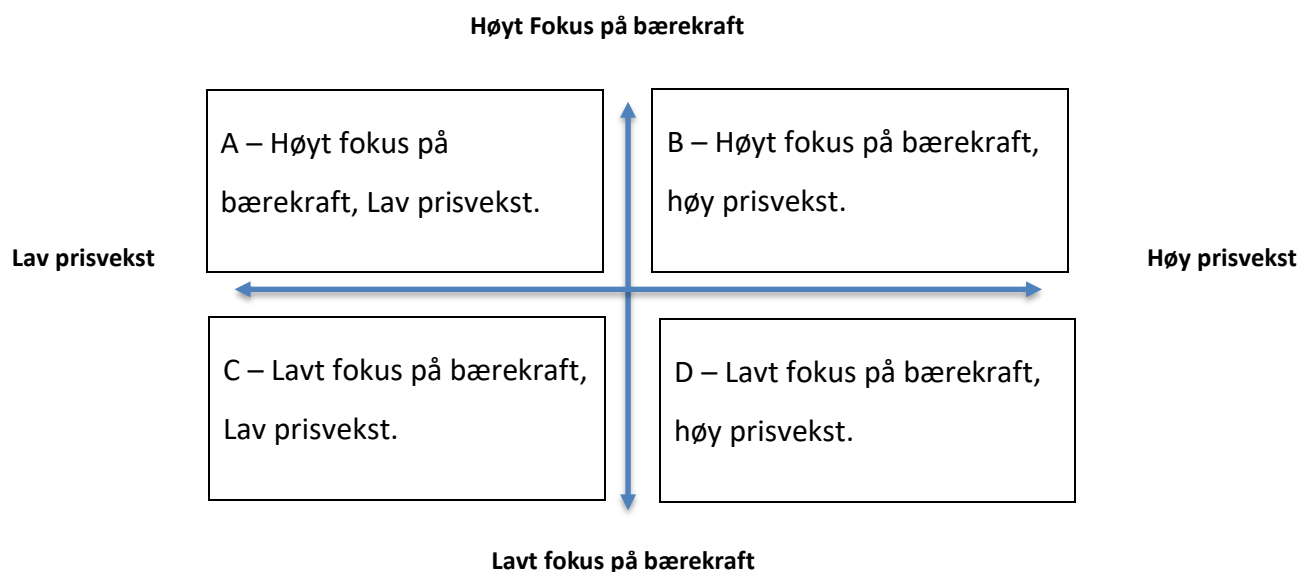 Høyt Fokus på bærekraft
A – Høyt fokus på
bærekraft, Lav prisvekst.
B – Høyt fokus på bærekraft,
høy prisvekst.
Lav prisvekst
Høy prisvekst
C – Lavt fokus på bærekraft,
Lav prisvekst.
D – Lavt fokus på bærekraft,
høy prisvekst.
Lavt fokus på bærekraft